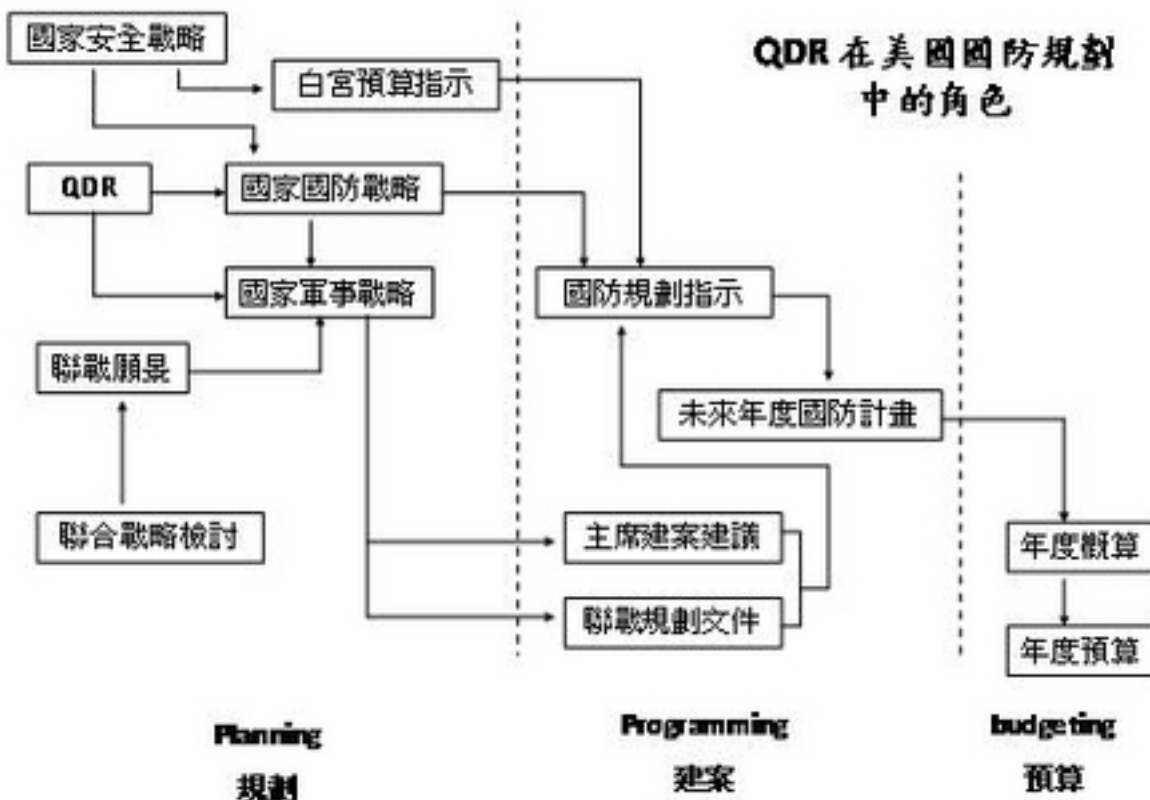 國家安全戰略
QDR 在美國國防規劃
中的角色
白宮預算指示
QDR
國家國防戰略
國家軍事戰略
國防規劃指示
聯戰願景
未來年度國防計畫
聯合戰略檢討
主席建案建議
年度概算
聯戰規劃文件
年度預算
Planning
Programming
budgeting
規劃
建案
預算